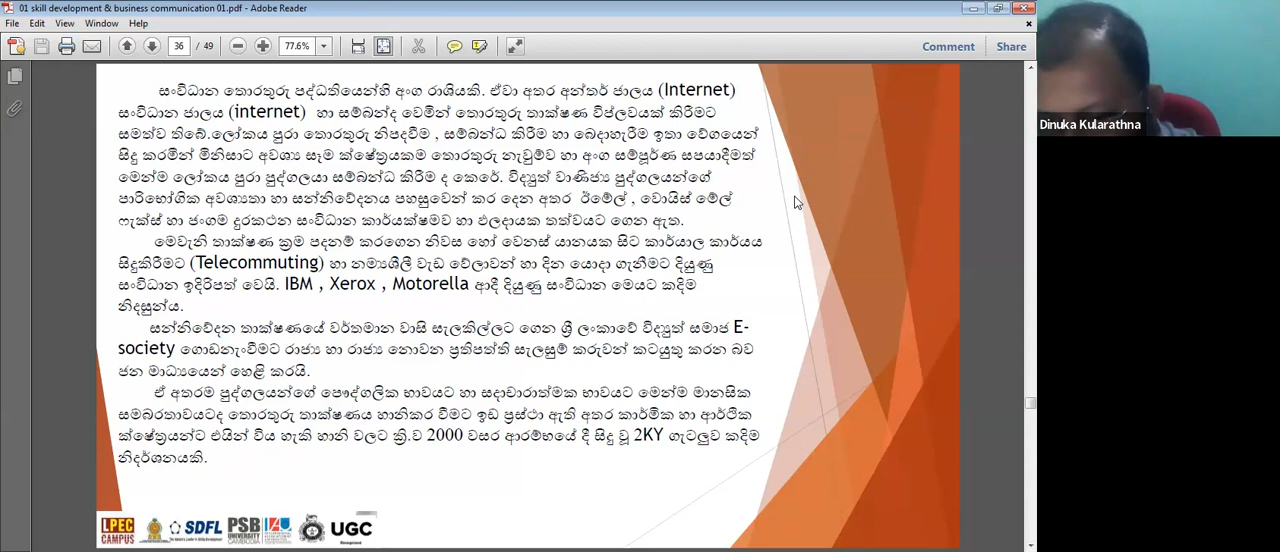 01 skill development & business communication 01.pdf - Adobe Reader
File Edit View Window Help
36 / 49 77.6% Comment Share
Dinuka Kularathna
සංවිධාන තොරතුරු පද්ධතියෙන්හි අංග රාශියකි. ඒවා අතර අන්තර් ජාලය (Internet)
සංවිධාන ජාලය (internet) හා සම්බන්ද වෙමින් තොරතුරු තාක්ෂණ විප්ලවයක් කිරීමට
සමත්ව තිබේ.ලෝකය පුරා තොරතුරු නිපදවීම , සම්බන්ධ කිරීම හා බෙදාහැරීම ඉතා වේගයෙන්
සිදු කරමින් මිනිසාට අවශ්‍ය සෑම ක්ෂේත්‍රයකම තොරතුරු නැවුම්ව හා අංග සම්පූර්ණ සපයාදීමත්
මෙන්ම ලෝකය පුරා පුද්ගලයා සම්බන්ධ කිරීම ද කෙරේ. විද්‍යුත් වාණිජ්‍ය පුද්ගලයන්ගේ
පාරිභෝගික අවශ්‍යතා හා සන්නිවේදනය පහසුවෙන් කර දෙන අතර ඊමේල් , වොයිස් මේල්
ෆැක්ස් හා ජංගම දුරකථන සංවිධාන කාර්යක්ෂමව හා ඵලදායක තත්වයට ගෙන ඇත.
මෙවැනි තාක්ෂණ ක්‍රම පදනම් කරගෙන නිවස හෝ වෙනස් යානයක සිට කාර්යාල කාර්යය
සිදුකිරීමට (Telecommuting) හා නම්‍යශීලී වැඩ වේලාවන් හා දින යොදා ගැනීමට දියුණු
සංවිධාන ඉදිරිපත් වෙයි. IBM , Xerox , Motorella ආදී දියුණු සංවිධාන මෙයට කදිම
නිදසුන්ය.
සන්නිවේදන තාක්ෂණයේ වර්තමාන වාසි සැලකිල්ලට ගෙන ශ්‍රී ලංකාවේ විද්‍යුත් සමාජ E-
society ගොඩනැංවීමට රාජ්‍ය හා රාජ්‍ය නොවන ප්‍රතිපත්ති සැලසුම් කරුවන් කටයුතු කරන බව
ජන මාධ්‍යයෙන් හෙළි කරයි.
ඒ අතරම පුද්ගලයන්ගේ පෞද්ගලික භාවයට හා සදාචාරාත්මක භාවයට මෙන්ම මානසික
සමබරතාවයටද තොරතුරු තාක්ෂණය හානිකර වීමට ඉඩ ප්‍රස්ථා ඇති අතර කාර්මික හා ආර්ථික
ක්ෂේත්‍රයන්ට එයින් විය හැකි හානි වලට ක්‍රි.ව 2000 වසර ආරම්භයේ දී සිදු වූ 2KY ගැටලුව කදිම
නිදර්ශනයකි.
LPEC CAMPUS SDFL PSB UNIVERSITY CAMBODIA UGC